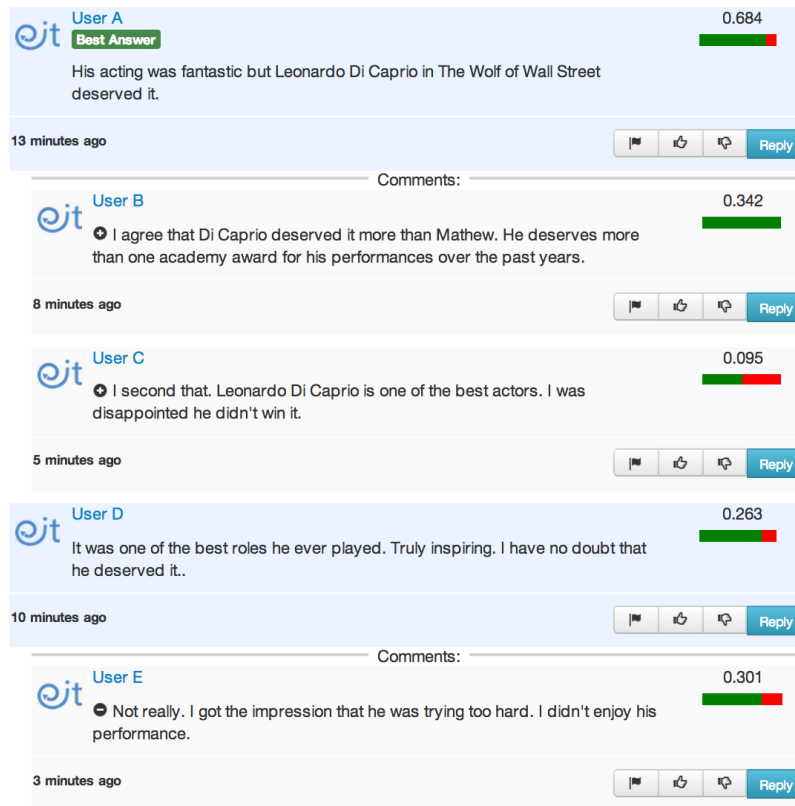 User A
0.684
Best Answer
His acting was fantastic but Leonardo Di Caprio in The Wolf of Wall Street
deserved it.
13 minutes ago
Reply
Comments:
User B
0.342
I agree that Di Caprio deserved it more than Mathew. He deserves more
than one academy award for his performances over the past years.
8 minutes ago
Reply
User C
0.095
I second that. Leonardo Di Caprio is one of the best actors. I was
disappointed he didn't win it.
5 minutes ago
Reply
User D
0.263
It was one of the best roles he ever played. Truly inspiring. I have no doubt that
he deserved it..
10 minutes ago
Reply
Comments:
User E
0.301
Not really. I got the impression that he was trying too hard. I didn't enjoy his
performance.
3 minutes ago
Reply